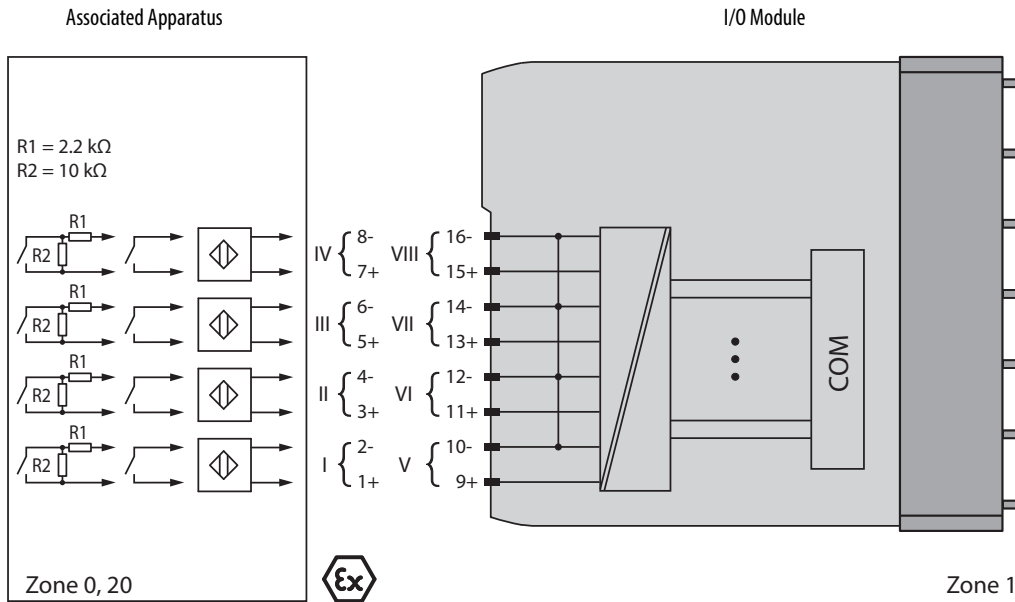 Associated Apparatus
I/O Module
R1 = 2.2 kΩ
R2 = 10 kΩ
R1
R2
IV
8-
7+
VIII
16-
15+
R1
R2
III
6-
5+
VII
14-
13+
R1
R2
II
4-
3+
VI
12-
11+
R1
R2
I
2-
1+
V
10-
9+
COM
Zone 0, 20
Ex
Zone 1